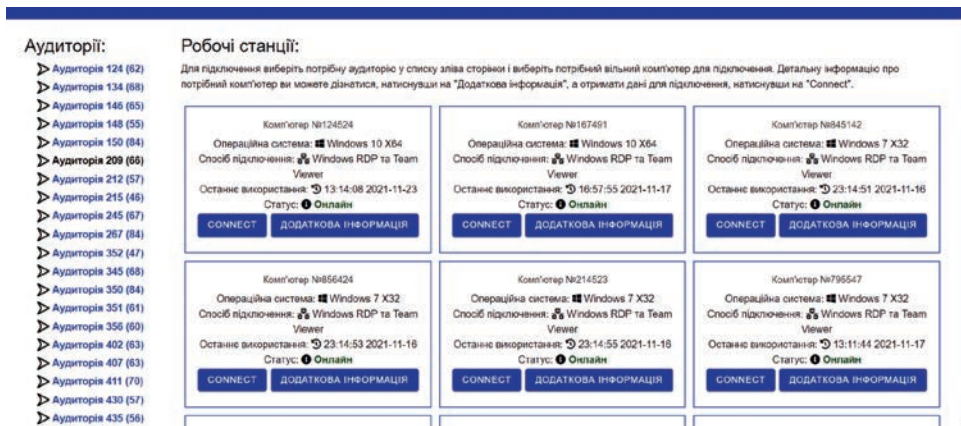 Аудиторії:
Аудиторія 124 (62)
Аудиторія 134 (68)
Аудиторія 146 (65)
Аудиторія 148 (55)
Аудиторія 150 (84)
Аудиторія 209 (66)
Аудиторія 212 (57)
Аудиторія 215 (46)
Аудиторія 245 (67)
Аудиторія 267 (84)
Аудиторія 352 (47)
Аудиторія 345 (68)
Аудиторія 350 (84)
Аудиторія 351 (61)
Аудиторія 356 (60)
Аудиторія 402 (63)
Аудиторія 407 (63)
Аудиторія 411 (70)
Аудиторія 430 (57)
Аудиторія 435 (56)
Робочі станції:
Для підключення виберіть потрібну аудиторію у списку зліва сторінки і виберіть потрібний вільний комп'ютер для підключення. Детальну інформацію про
потрібний комп'ютер ви можете дізнатися, натиснувши на "Додаткова інформація", а отримати дані для підключення, натиснувши на "Connect".
Комп'ютер №124524
Операційна система: Windows 10 X64
Спосіб підключення: Windows RDP та Team
Viewer
Останнє використання: 13:14:08 2021-11-23
Статус: Онлайн
CONNECT ДОДАТКОВА ІНФОРМАЦІЯ
Комп'ютер №167491
Операційна система: Windows 10 X64
Спосіб підключення: Windows RDP та Team
Viewer
Останнє використання: 16:57:55 2021-11-17
Статус: Онлайн
CONNECT ДОДАТКОВА ІНФОРМАЦІЯ
Комп'ютер №845142
Операційна система: Windows 7 X32
Спосіб підключення: Windows RDP та Team
Viewer
Останнє використання: 23:14:51 2021-11-16
Статус: Онлайн
CONNECT ДОДАТКОВА ІНФОРМАЦІЯ
Комп'ютер №856424
Операційна система: Windows 7 X32
Спосіб підключення: Windows RDP та Team
Viewer
Останнє використання: 23:14:53 2021-11-16
Статус: Онлайн
CONNECT ДОДАТКОВА ІНФОРМАЦІЯ
Комп'ютер №214523
Операційна система: Windows 7 X32
Спосіб підключення: Windows RDP та Team
Viewer
Останнє використання: 23:14:55 2021-11-16
Статус: Онлайн
CONNECT ДОДАТКОВА ІНФОРМАЦІЯ
Комп'ютер №795547
Операційна система: Windows 7 X32
Спосіб підключення: Windows RDP та Team
Viewer
Останнє використання: 13:11:44 2021-11-17
Статус: Онлайн
CONNECT ДОДАТКОВА ІНФОРМАЦІЯ